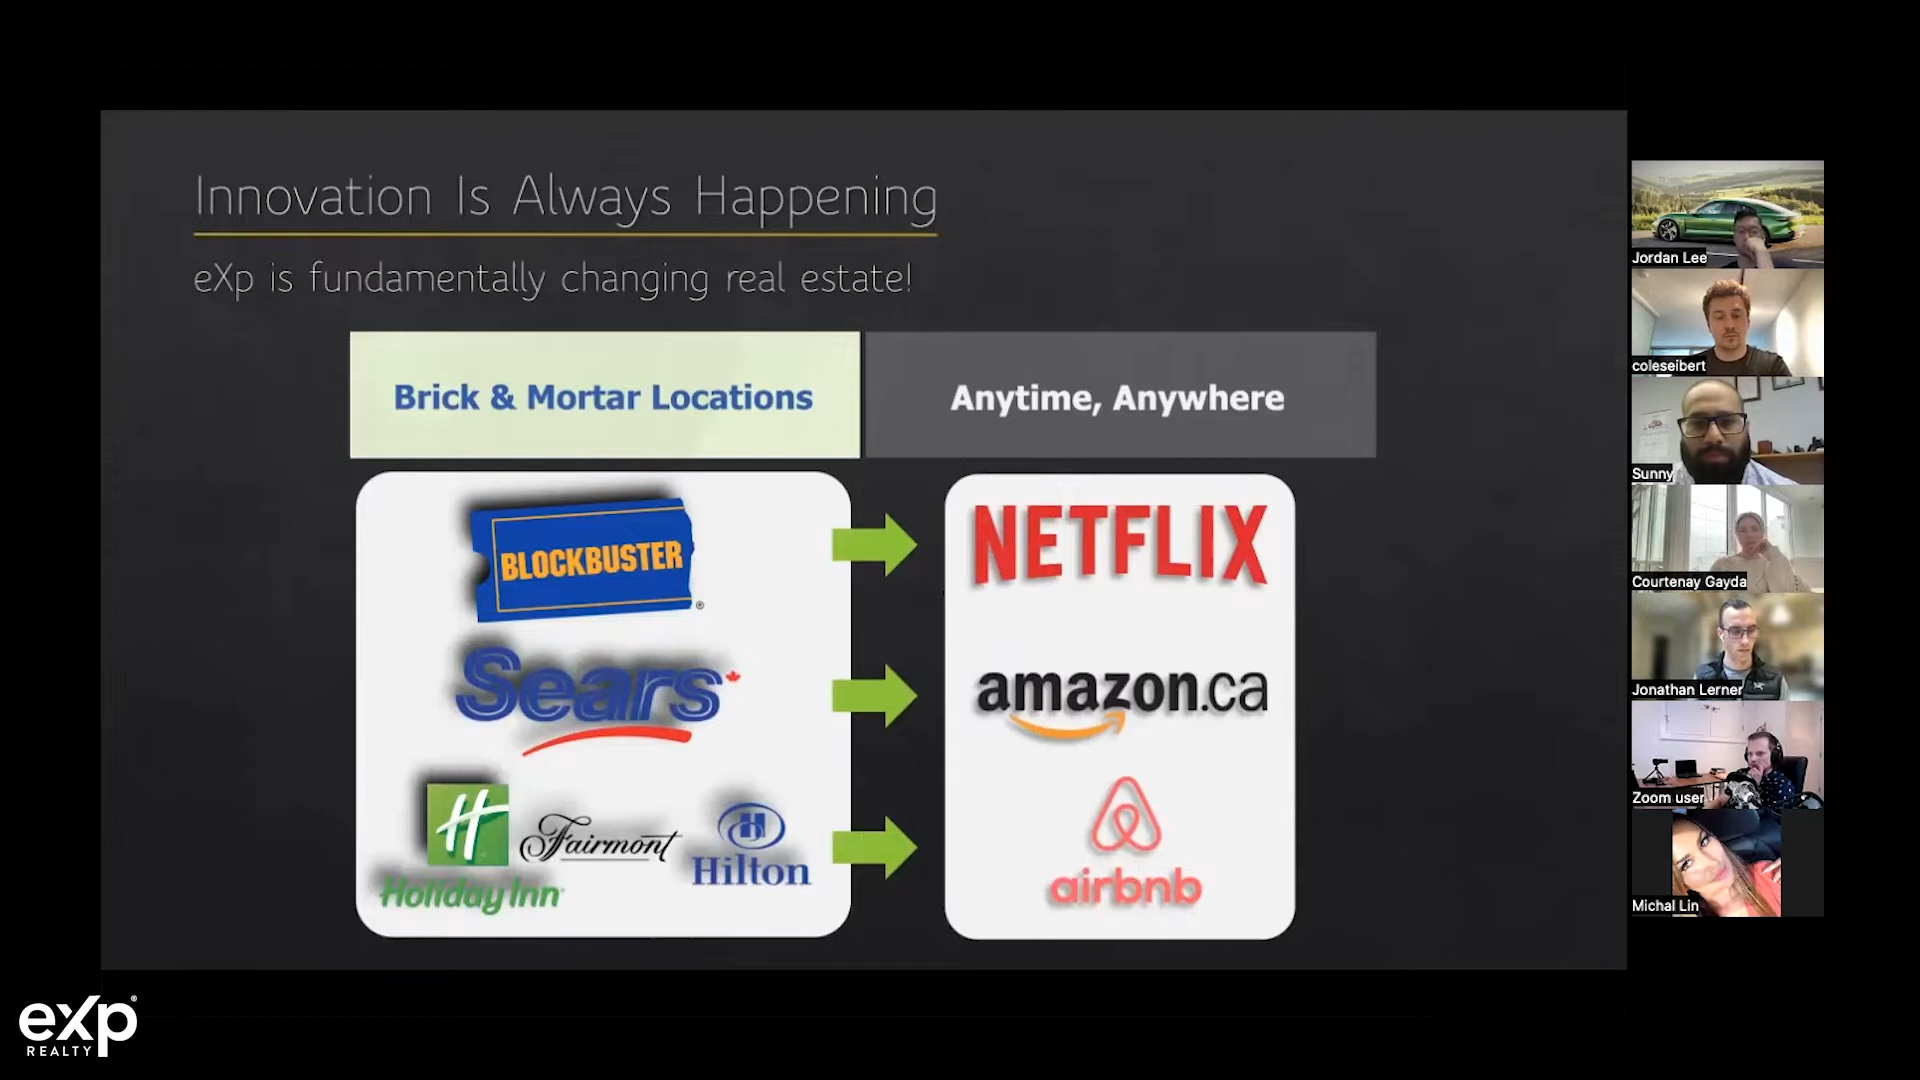 Innovation Is Always Happening
eXp is fundamentally changing real estate!
Brick & Mortar Locations
Anytime, Anywhere
BLOCKBUSTER
®
NETFLIX
Sears
amazon.ca
H
Holiday Inn
Fairmont
H
Hilton
airbnb
Jordan Lee
coleseibert
Sunny
Courtenay Gayda
Jonathan Lerner
Zoom user
Michal Lin
eXp®
REALTY